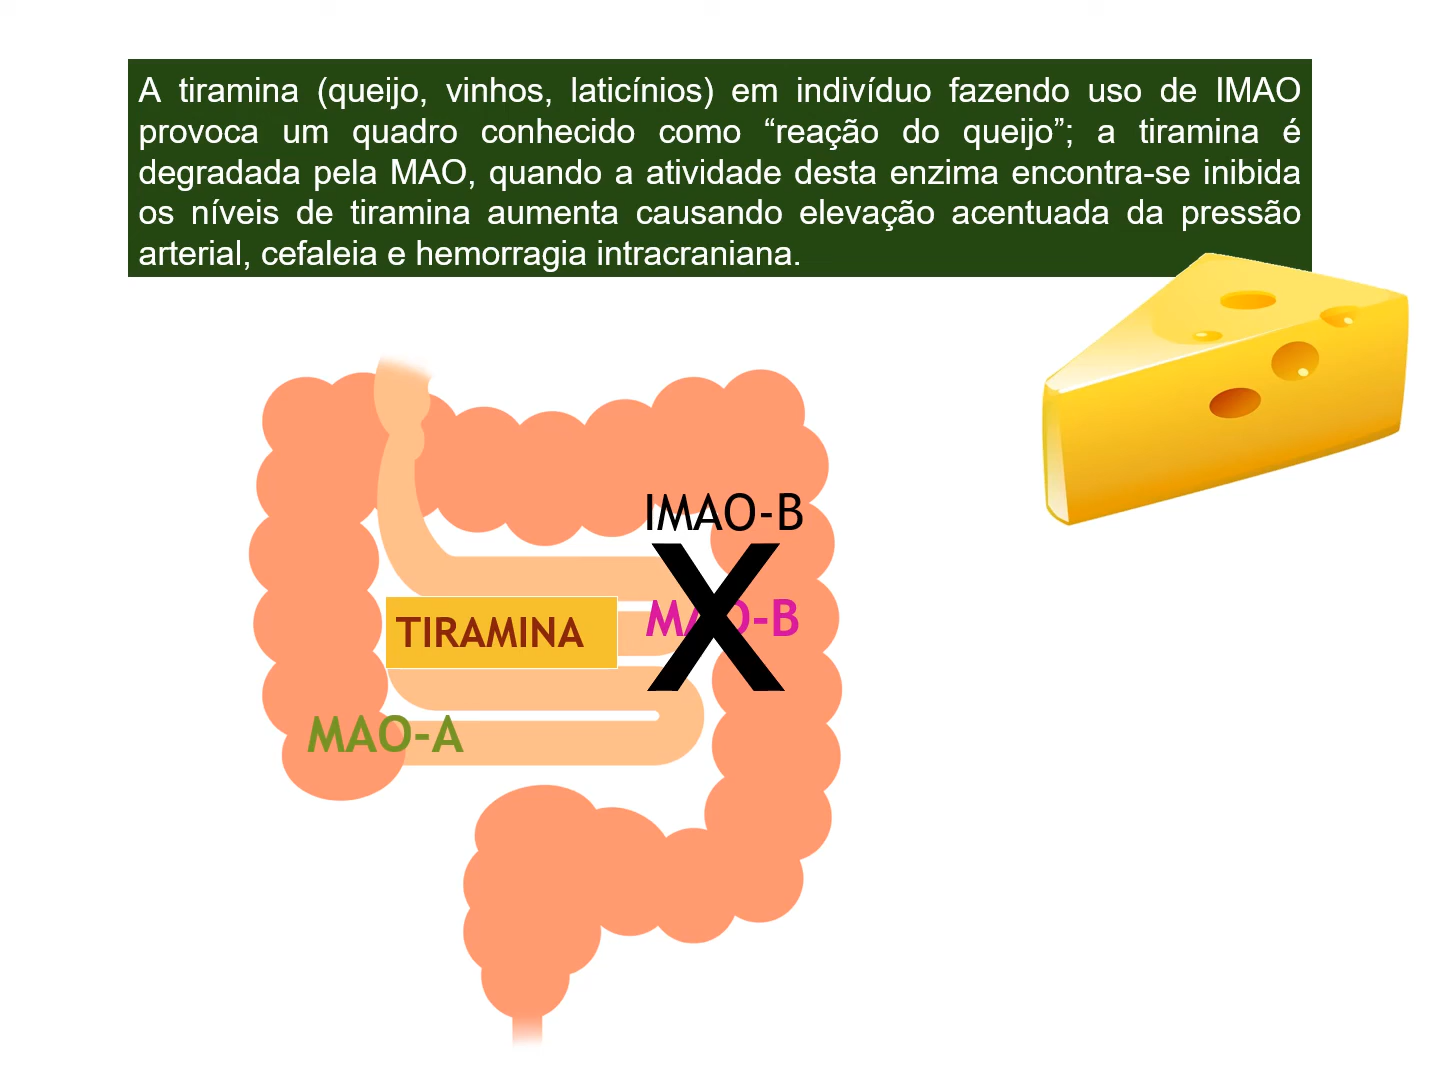 A tiramina (queijo, vinhos, laticínios) em indivíduo fazendo uso de IMAO
provoca um quadro conhecido como “reação do queijo”; a tiramina é
degradada pela MAO, quando a atividade desta enzima encontra-se inibida
os níveis de tiramina aumenta causando elevação acentuada da pressão
arterial, cefaleia e hemorragia intracraniana.
IMAO-B
MAO-B
X
TIRAMINA
MAO-A